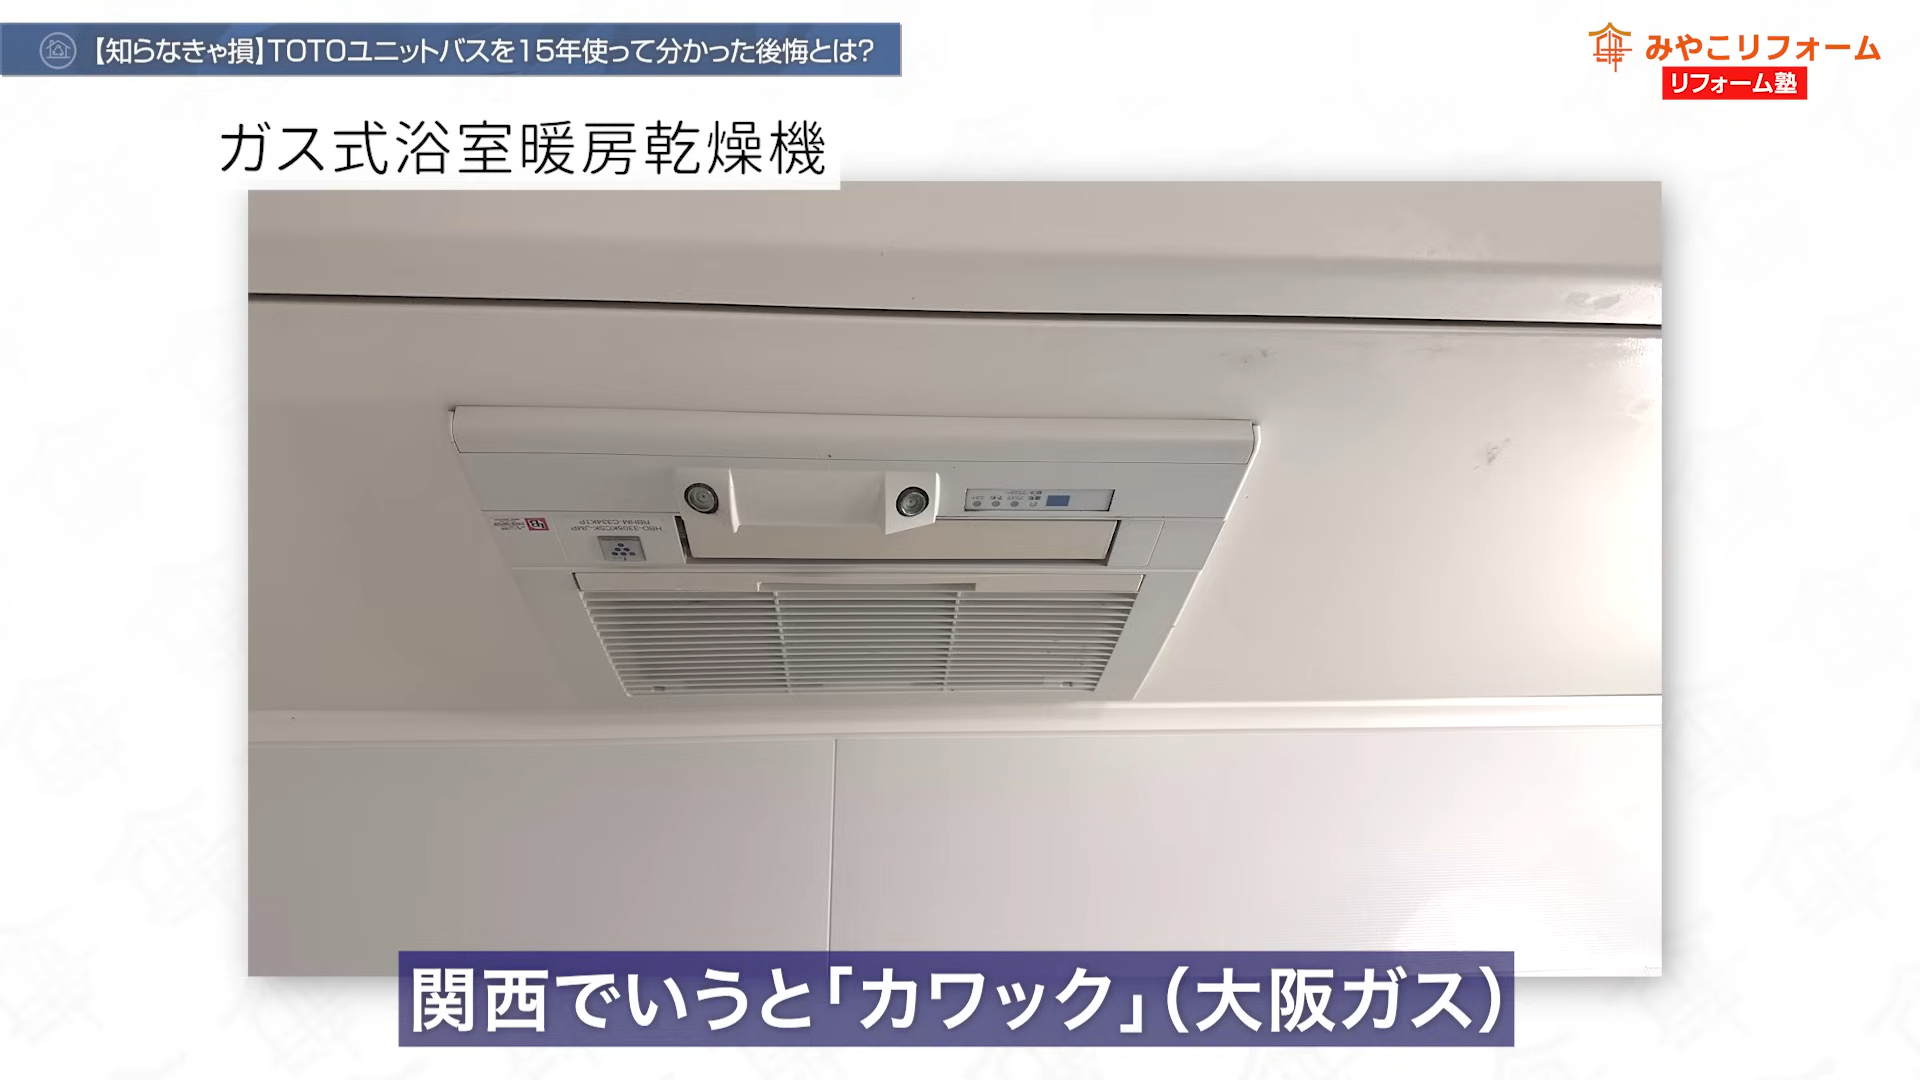 【知らなきゃ損】TOTOユニットバスを15年使って分かった後悔とは?
みやこリフォーム
リフォーム塾
ガス式浴室暖房乾燥機
関西でいうと「カワック」(大阪ガス)